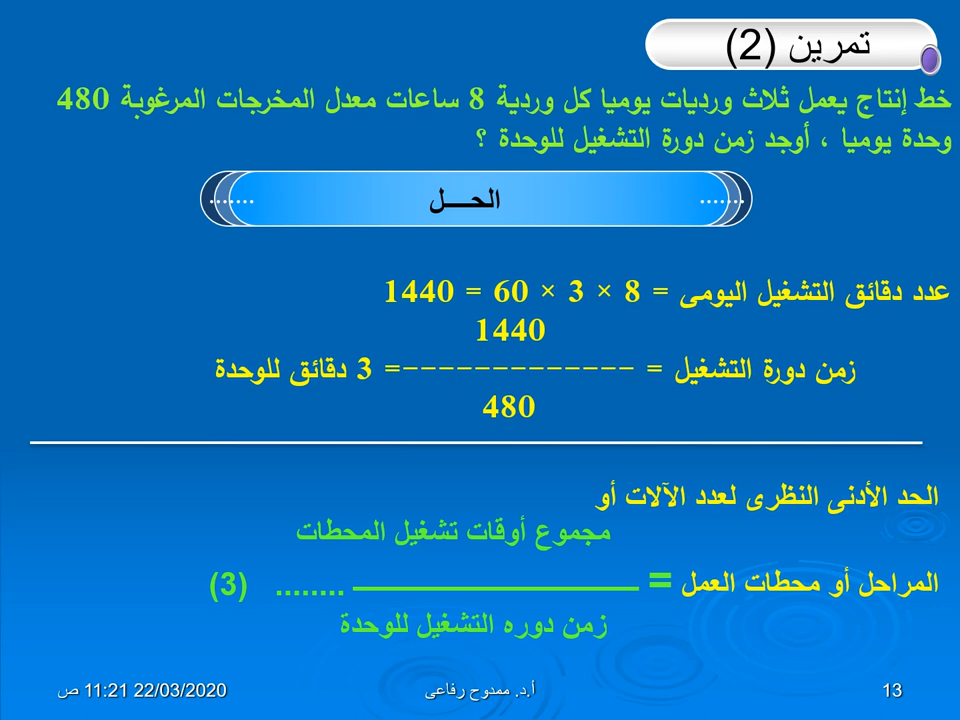 تمرين (2)
خط إنتاج يعمل ثلاث ورديات يوميا كل وردية 8 ساعات معدل المخرجات المرغوبة 480
وحدة يوميا ، أوجد زمن دورة التشغيل للوحدة ؟
....... الحــــل .......
عدد دقائق التشغيل اليومى = 8 × 3 × 60 = 1440
1440
زمن دورة التشغيل = -------------= 3 دقائق للوحدة
480
الحد الأدنى النظرى لعدد الآلات أو
مجموع أوقات تشغيل المحطات
المراحل أو محطات العمل = ــــــــــــــــــــــــــــ ........ (3)
زمن دوره التشغيل للوحدة
22/03/2020 11:21 ص
أ.د. ممدوح رفاعى
13